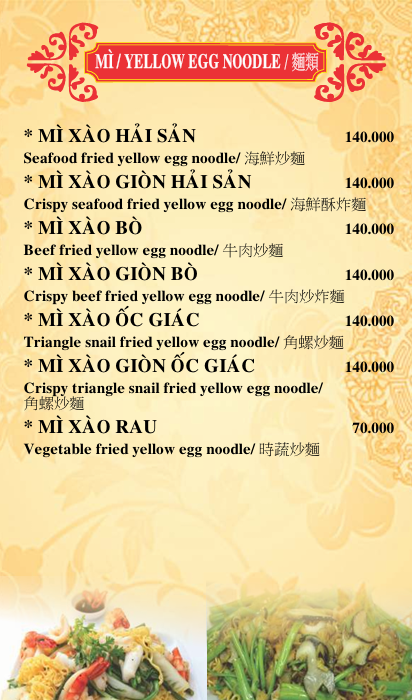 MÌ / YELLOW EGG NOODLE / 麵類
* MÌ XÀO HẢI SẢN 140.000
Seafood fried yellow egg noodle/ 海鮮炒麵
* MÌ XÀO GIÒN HẢI SẢN 140.000
Crispy seafood fried yellow egg noodle/ 海鮮酥炸麵
* MÌ XÀO BÒ 140.000
Beef fried yellow egg noodle/ 牛肉炒麵
* MÌ XÀO GIÒN BÒ 140.000
Crispy beef fried yellow egg noodle/ 牛肉炒炸麵
* MÌ XÀO ỐC GIÁC 140.000
Triangle snail fried yellow egg noodle/ 角螺炒麵
* MÌ XÀO GIÒN ỐC GIÁC 140.000
Crispy triangle snail fried yellow egg noodle/
角螺炒麵
* MÌ XÀO RAU 70.000
Vegetable fried yellow egg noodle/ 時蔬炒麵